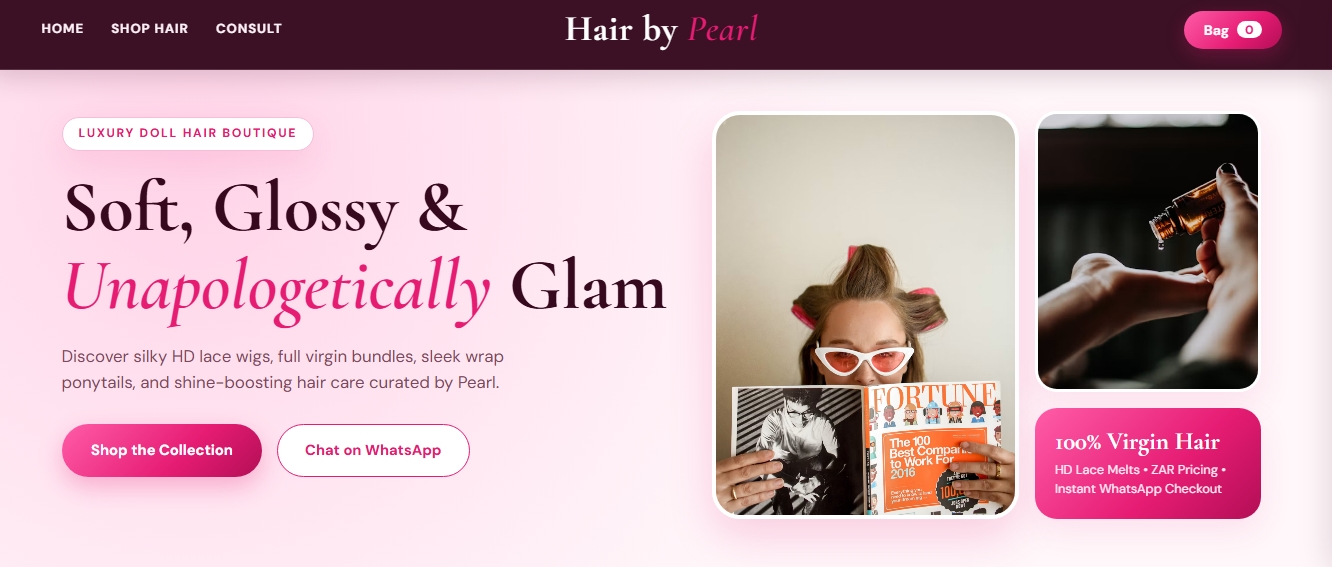 HOME SHOP HAIR CONSULT
Hair by Pearl
Bag 0
LUXURY DOLL HAIR BOUTIQUE
Soft, Glossy &
Unapologetically Glam
Discover silky HD lace wigs, full virgin bundles, sleek wrap
ponytails, and shine-boosting hair care curated by Pearl.
Shop the Collection
Chat on WhatsApp
FORTUNE
The 100
Best Companies
to Work For
2016
100% Virgin Hair
HD Lace Melts • ZAR Pricing •
Instant WhatsApp Checkout